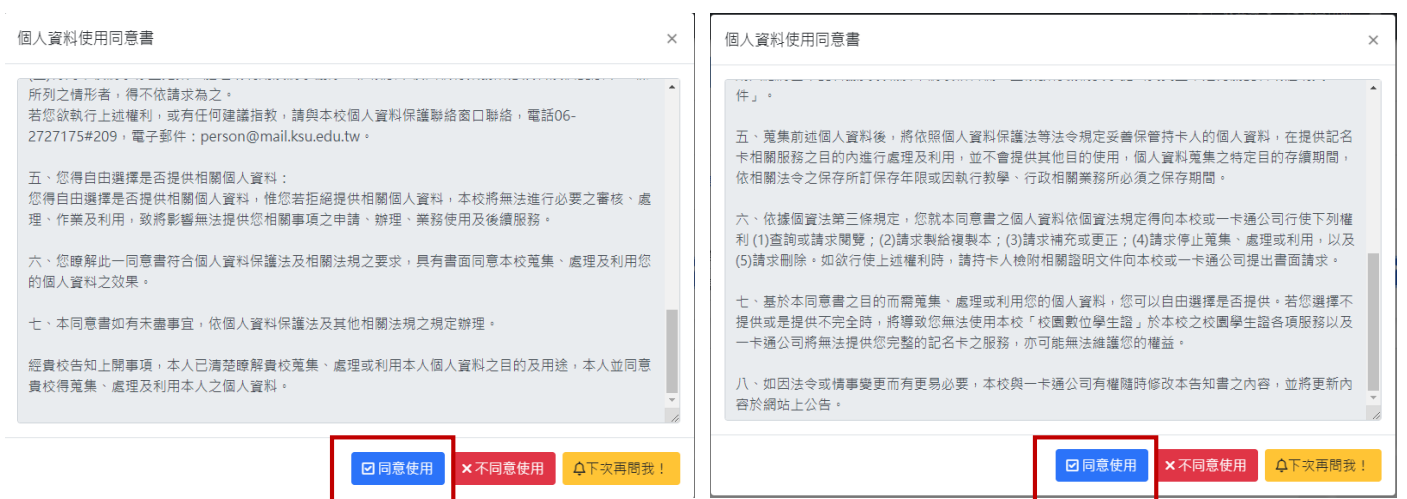 個人資料使用同意書
×
所列之情形者，得不依請求為之。
若您欲執行上述權利，或有任何建議指教，請與本校個人資料保護聯絡窗口聯絡，電話06-
2727175#209，電子郵件：person@mail.ksu.edu.tw。
五、您得自由選擇是否提供相關個人資料：
您得自由選擇是否提供相關個人資料，惟您若拒絕提供相關個人資料，本校將無法進行必要之審核、處
理、作業及利用，致將影響無法提供您相關事項之申請、辦理、業務使用及後續服務。
六、您瞭解此一同意書符合個人資料保護法及相關法規之要求，具有書面同意本校蒐集、處理及利用您
的個人資料之效果。
七、本同意書如有未盡事宜，依個人資料保護法及其他相關法規之規定辦理。
經貴校告知上開事項，本人已清楚瞭解貴校蒐集、處理或利用本人個人資料之目的及用途，本人並同意
貴校得蒐集、處理及利用本人之個人資料。
同意使用
×不同意使用
下次再問我！
個人資料使用同意書
×
件」。
五、蒐集前述個人資料後，將依照個人資料保護法等法令規定妥善保管持卡人的個人資料，在提供記名
卡相關服務之目的內進行處理及利用，並不會提供其他目的使用，個人資料蒐集之特定目的存續期間，
依相關法令之保存所訂保存年限或因執行教學、行政相關業務所必須之保存期間。
六、依據個資法第三條規定，您就本同意書之個人資料依個資法規定得向本校或一卡通公司行使下列權
利 (1)查詢或請求閱覽；(2)請求製給複製本；(3)請求補充或更正；(4)請求停止蒐集、處理或利用，以及
(5)請求刪除。如欲行使上述權利時，請持卡人檢附相關證明文件向本校或一卡通公司提出書面請求。
七、基於本同意書之目的而需蒐集、處理或利用您的個人資料，您可以自由選擇是否提供。若您選擇不
提供或是提供不完全時，將導致您無法使用本校「校園數位學生證」於本校之校園學生證各項服務以及
一卡通公司將無法提供您完整的記名卡之服務，亦可能無法維護您的權益。
八、如因法令或情事變更而有更易必要，本校與一卡通公司有權隨時修改本告知書之內容，並將更新內
容於網站上公告。
同意使用
×不同意使用
下次再問我！